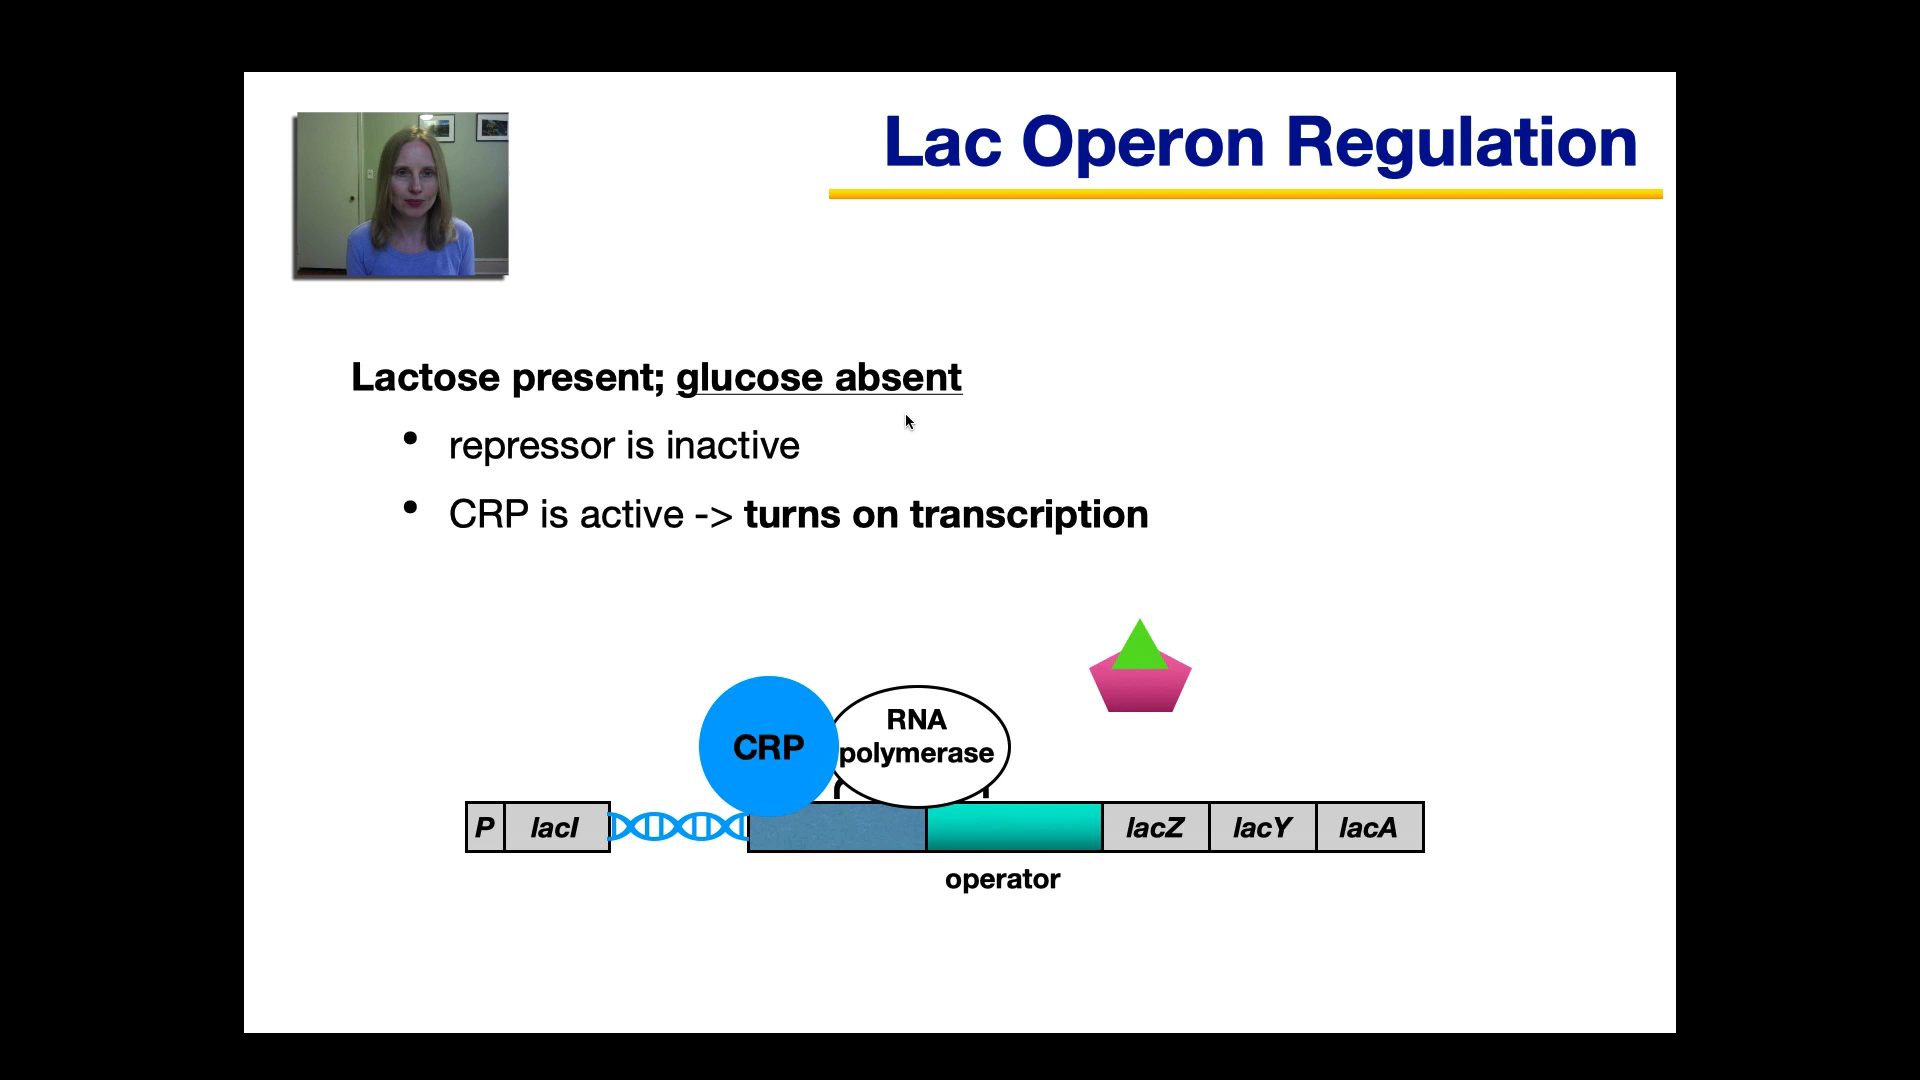 Lac Operon Regulation
Lactose present; glucose absent
• repressor is inactive
• CRP is active -> turns on transcription
CRP
RNA
polymerase
P lacI lacZ lacY lacA
operator